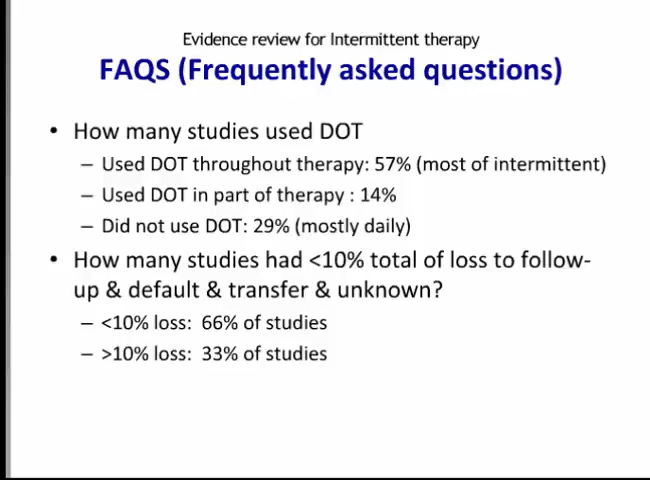 Evidence review for Intermittent therapy
FAQS (Frequently asked questions)
• How many studies used DOT
– Used DOT throughout therapy: 57% (most of intermittent)
– Used DOT in part of therapy : 14%
– Did not use DOT: 29% (mostly daily)
• How many studies had <10% total of loss to follow-
up & default & transfer & unknown?
– <10% loss:  66% of studies
– >10% loss:  33% of studies